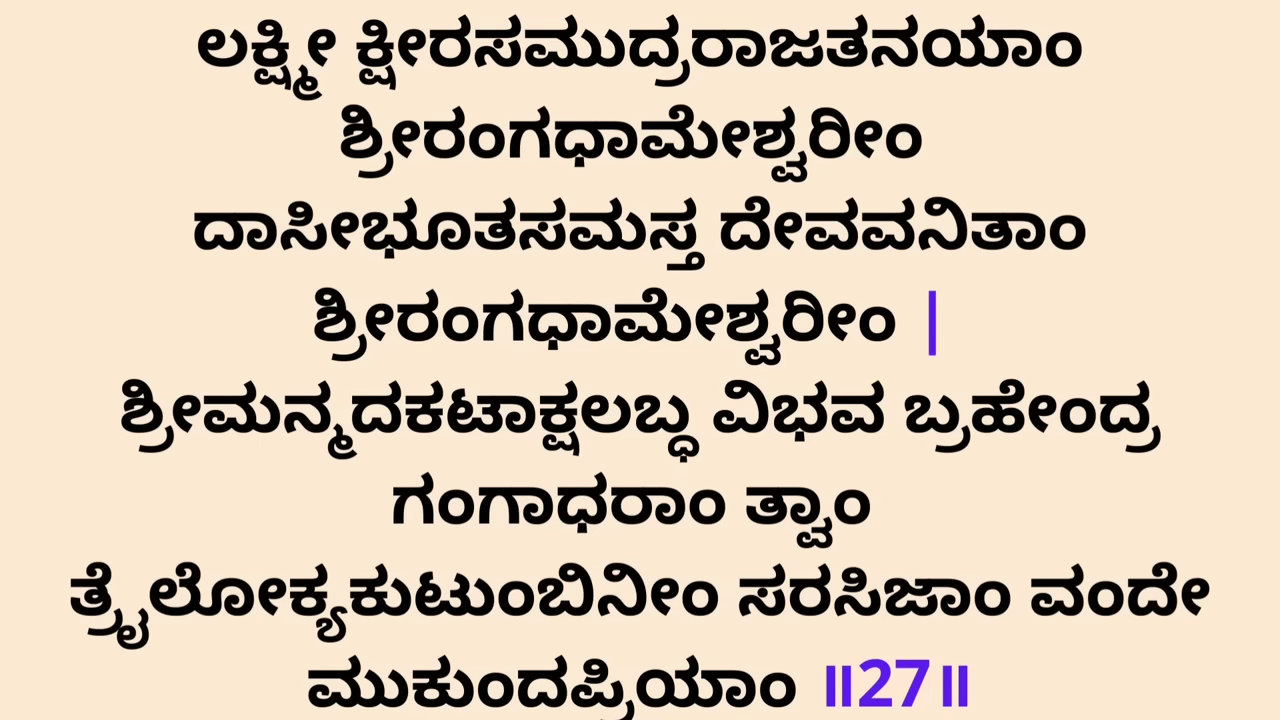 ಲಕ್ಷ್ಮೀ ಕ್ಷೀರಸಮುದ್ರರಾಜತನಯಾಂ
ಶ್ರೀರಂಗಧಾಮೇಶ್ವರೀಂ
ದಾಸೀಭೂತಸಮಸ್ತ ದೇವವನಿತಾಂ
ಶ್ರೀರಂಗಧಾಮೇಶ್ವರೀಂ |
ಶ್ರೀಮನ್ಮದಕಟಾಕ್ಷಲಬ್ಧ ವಿಭವ ಬ್ರಹೇಂದ್ರ
ಗಂಗಾಧರಾಂ ತ್ವಾಂ
ತ್ರೈಲೋಕ್ಯಕುಟುಂಬಿನೀಂ ಸರಸಿಜಾಂ ವಂದೇ
ಮುಕುಂದಪ್ರಿಯಾಂ ॥27॥